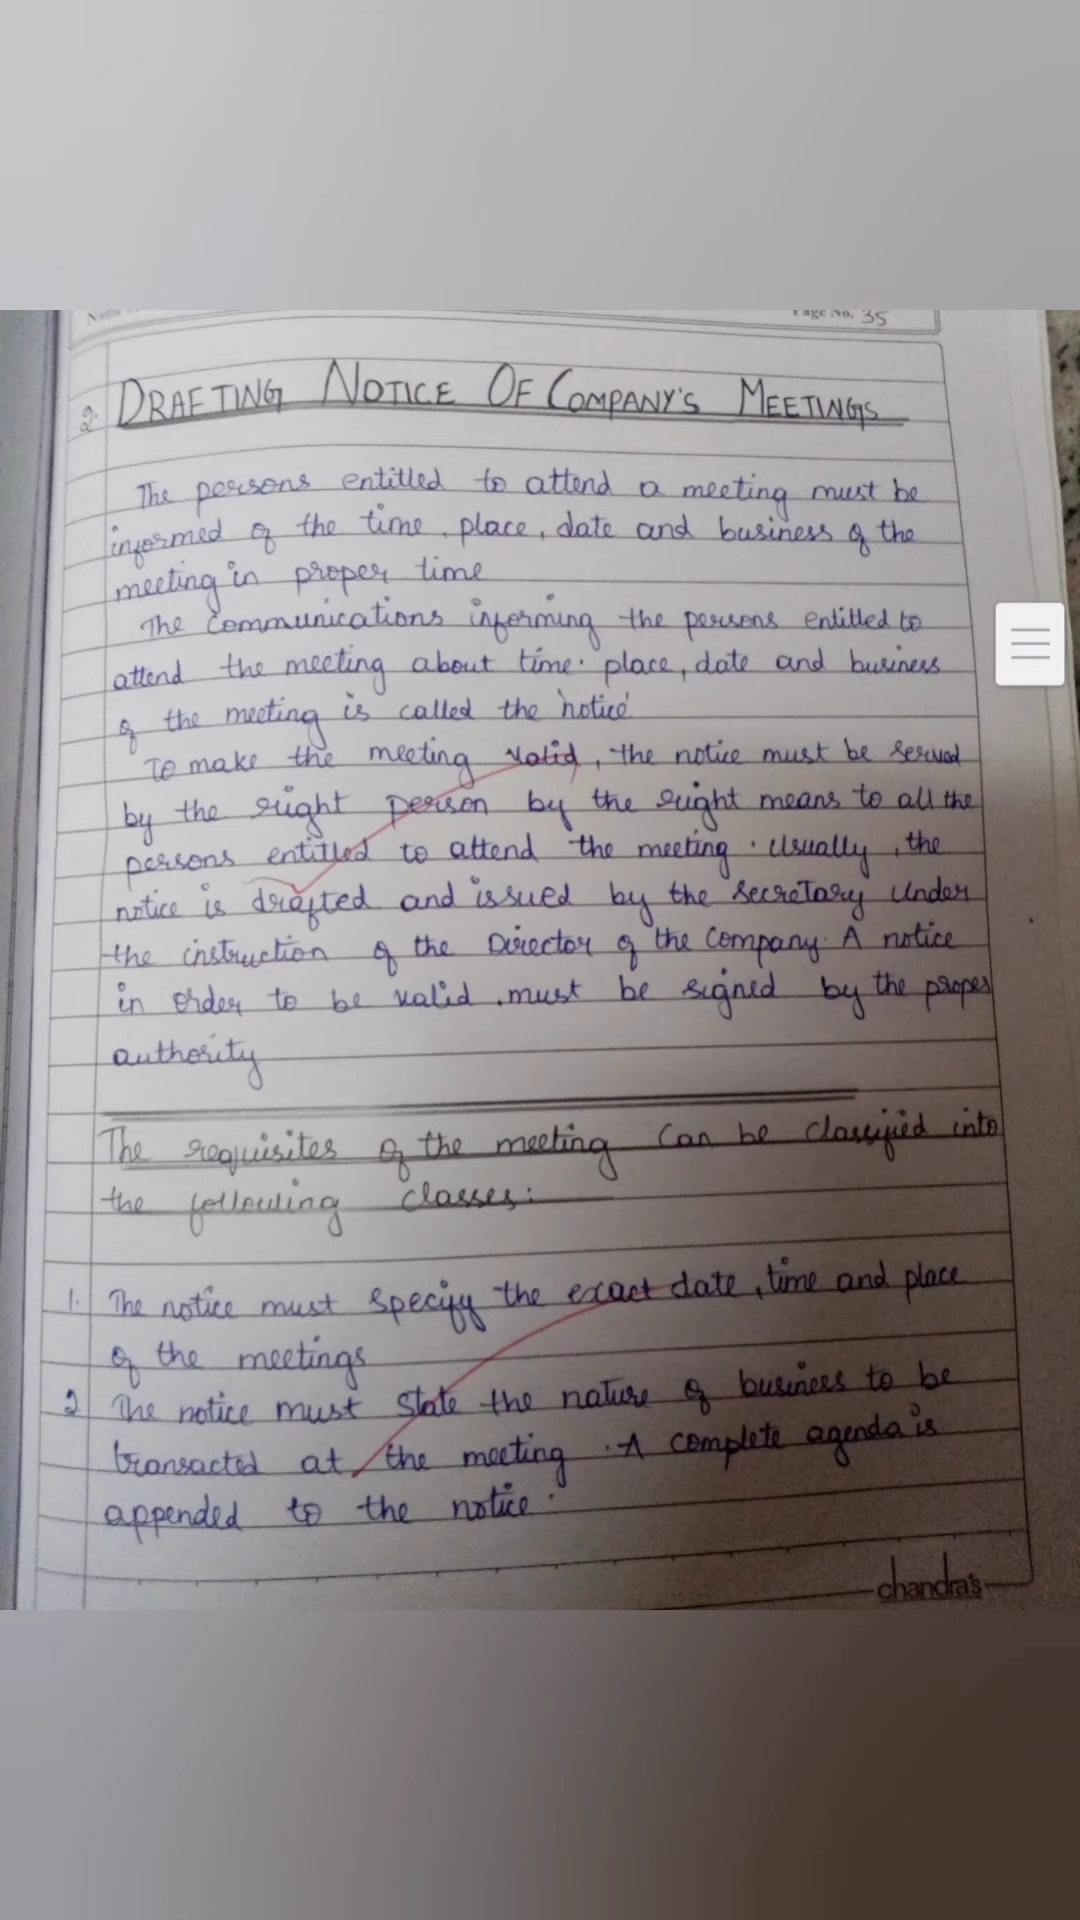 Page No. 35
2. DRAFTING NOTICE OF COMPANY'S MEETINGS
The persons entitled to attend a meeting must be
informed of the time, place, date and business of the
meeting in proper time
The Communications informing the persons entitled to
attend the meeting about time. place, date and business
of the meeting is called the 'notice'
To make the meeting valid, the notice must be served
by the right person by the right means to all the
persons entitled to attend the meeting. Usually, the
notice is drafted and issued by the Secretary Under
the instruction of the Director of the Company. A notice
in order to be valid, must be signed by the proper
authority
The requisites of the meeting Can be classified into
the following classes:
1. The notice must specify the exact date, time and place
of the meetings
2 The notice must state the nature of business to be
transacted at the meeting. A complete agenda is
appended to the notice.
chandra's